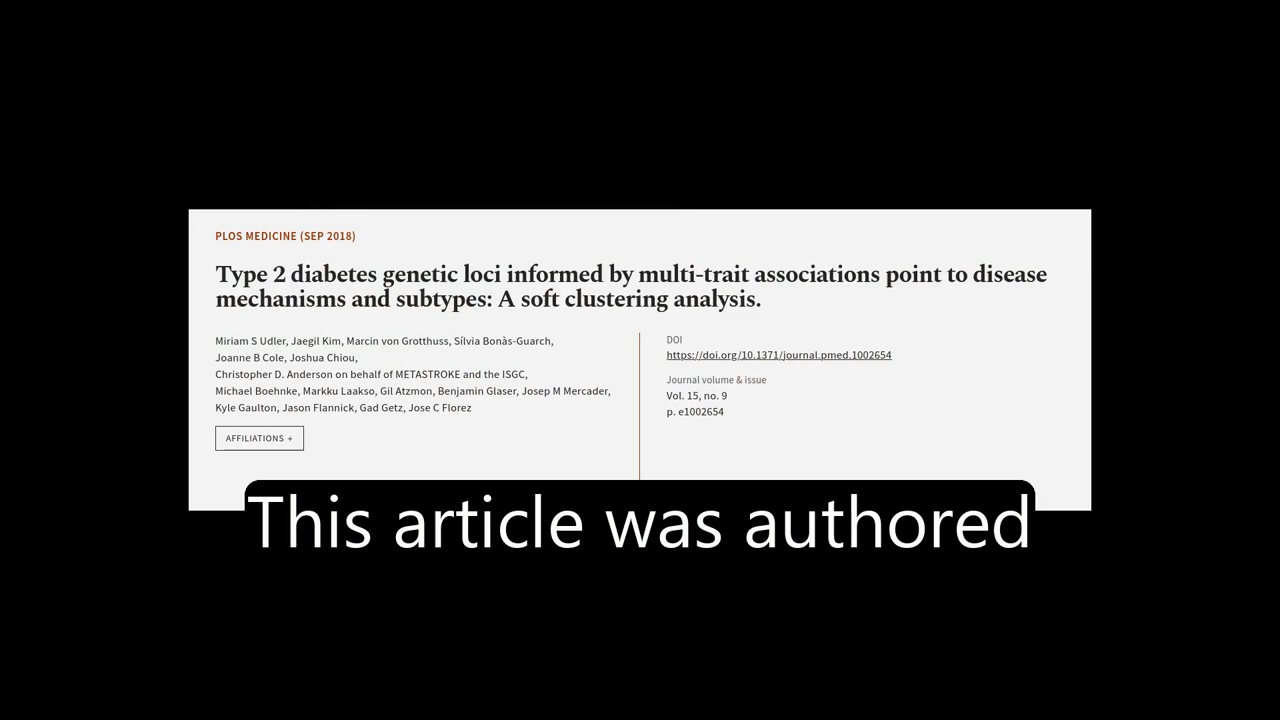 PLOS MEDICINE (SEP 2018)
Type 2 diabetes genetic loci informed by multi-trait associations point to disease
mechanisms and subtypes: A soft clustering analysis.
Miriam S Udler, Jaegil Kim, Marcin von Grotthuss, Sílvia Bonàs-Guarch,
Joanne B Cole, Joshua Chiou,
Christopher D. Anderson on behalf of METASTROKE and the ISGC,
Michael Boehnke, Markku Laakso, Gil Atzmon, Benjamin Glaser, Josep M Mercader,
Kyle Gaulton, Jason Flannick, Gad Getz, Jose C Florez
AFFILIATIONS +
DOI
https://doi.org/10.1371/journal.pmed.1002654
Journal volume & issue
Vol. 15, no. 9
p. e1002654
This article was authored